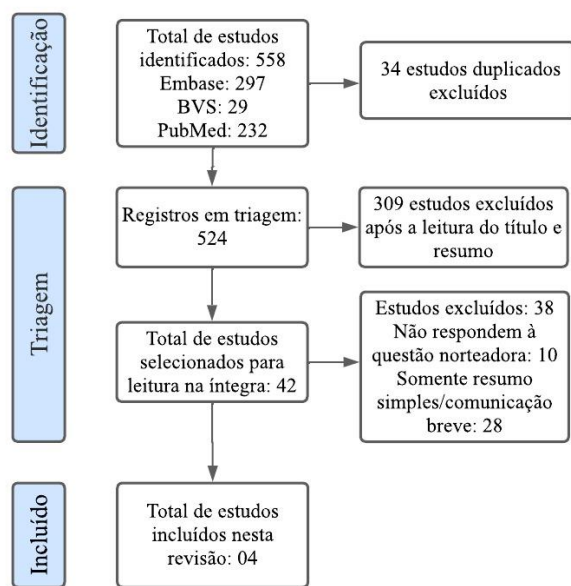 Identificação
Total de estudos
identificados: 558
Embase: 297
BVS: 29
PubMed: 232
34 estudos duplicados
excluídos
Triagem
Registros em triagem:
524
309 estudos excluídos
após a leitura do título e
resumo
Total de estudos
selecionados para
leitura na íntegra: 42
Estudos excluídos: 38
Não respondem à
questão norteadora: 10
Somente resumo
simples/comunicação
breve: 28
Incluído
Total de estudos
incluídos nesta
revisão: 04